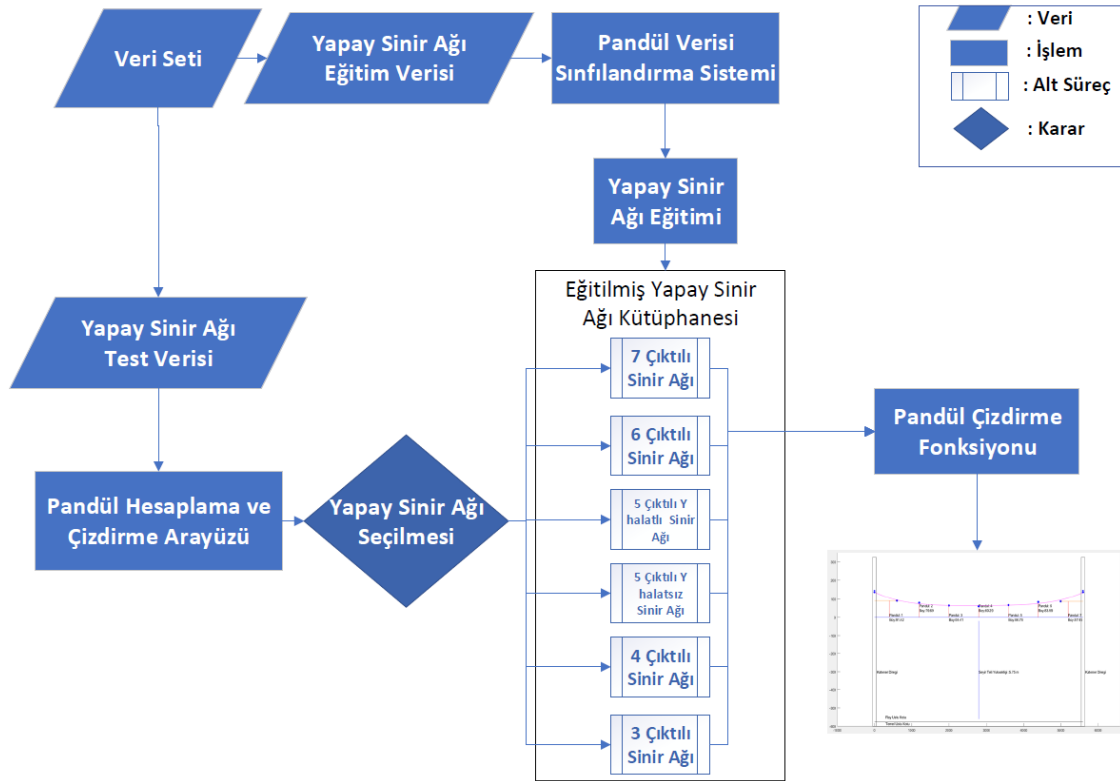 Veri Seti
Yapay Sinir Ağı
Eğitim Verisi
Pandül Verisi
Sınfılandırma Sistemi
: Veri
: İşlem
: Alt Süreç
: Karar
Yapay Sinir
Ağı Eğitimi
Yapay Sinir Ağı
Test Verisi
Eğitilmiş Yapay Sinir
Ağı Kütüphanesi
7 Çıktılı
Sinir Ağı
6 Çıktılı
Sinir Ağı
5 Çıktılı Y
halatlı Sinir
Ağı
5 Çıktılı Y
halatsız
Sinir Ağı
4 Çıktılı
Sinir Ağı
3 Çıktılı
Sinir Ağı
Pandül Hesaplama ve
Çizdirme Arayüzü
Yapay Sinir Ağı
Seçilmesi
Pandül Çizdirme
Fonksiyonu